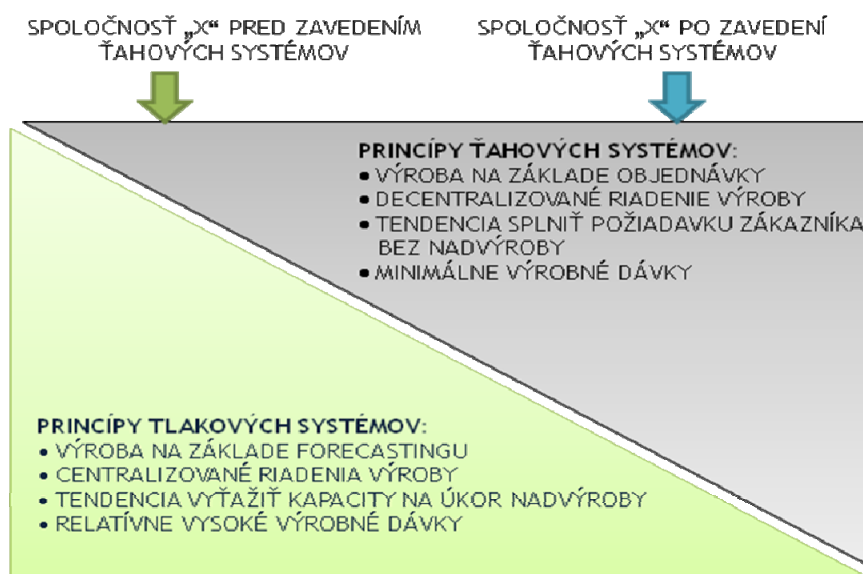 SPOLOČNOSŤ „X“ PRED ZAVEDENÍM
ŤAHOVÝCH SYSTÉMOV
SPOLOČNOSŤ „X“ PO ZAVEDENÍ
ŤAHOVÝCH SYSTÉMOV
PRINCÍPY ŤAHOVÝCH SYSTÉMOV:
• VÝROBA NA ZÁKLADE OBJEDNÁVKY
• DECENTRALIZOVANÉ RIADENIE VÝROBY
• TENDENCIA SPLNIŤ POŽIADAVKU ZÁKAZNÍKA
BEZ NADVÝROBY
• MINIMÁLNE VÝROBNÉ DÁVKY
PRINCÍPY TLAKOVÝCH SYSTÉMOV:
• VÝROBA NA ZÁKLADE FORECASTINGU
• CENTRALIZOVANÉ RIADENIA VÝROBY
• TENDENCIA VYŤAŽIŤ KAPACITY NA ÚKOR NADVÝROBY
• RELATÍVNE VYSOKÉ VÝROBNÉ DÁVKY